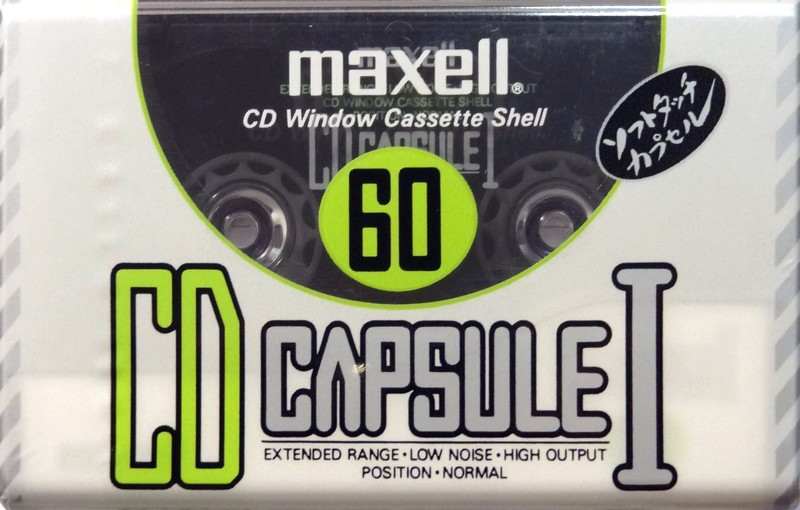 maxell®
CD Window Cassette Shell
ソフトタッチ
カプセル
60
CD CAPSULE I
EXTENDED RANGE・LOW NOISE・HIGH OUTPUT
POSITION・NORMAL